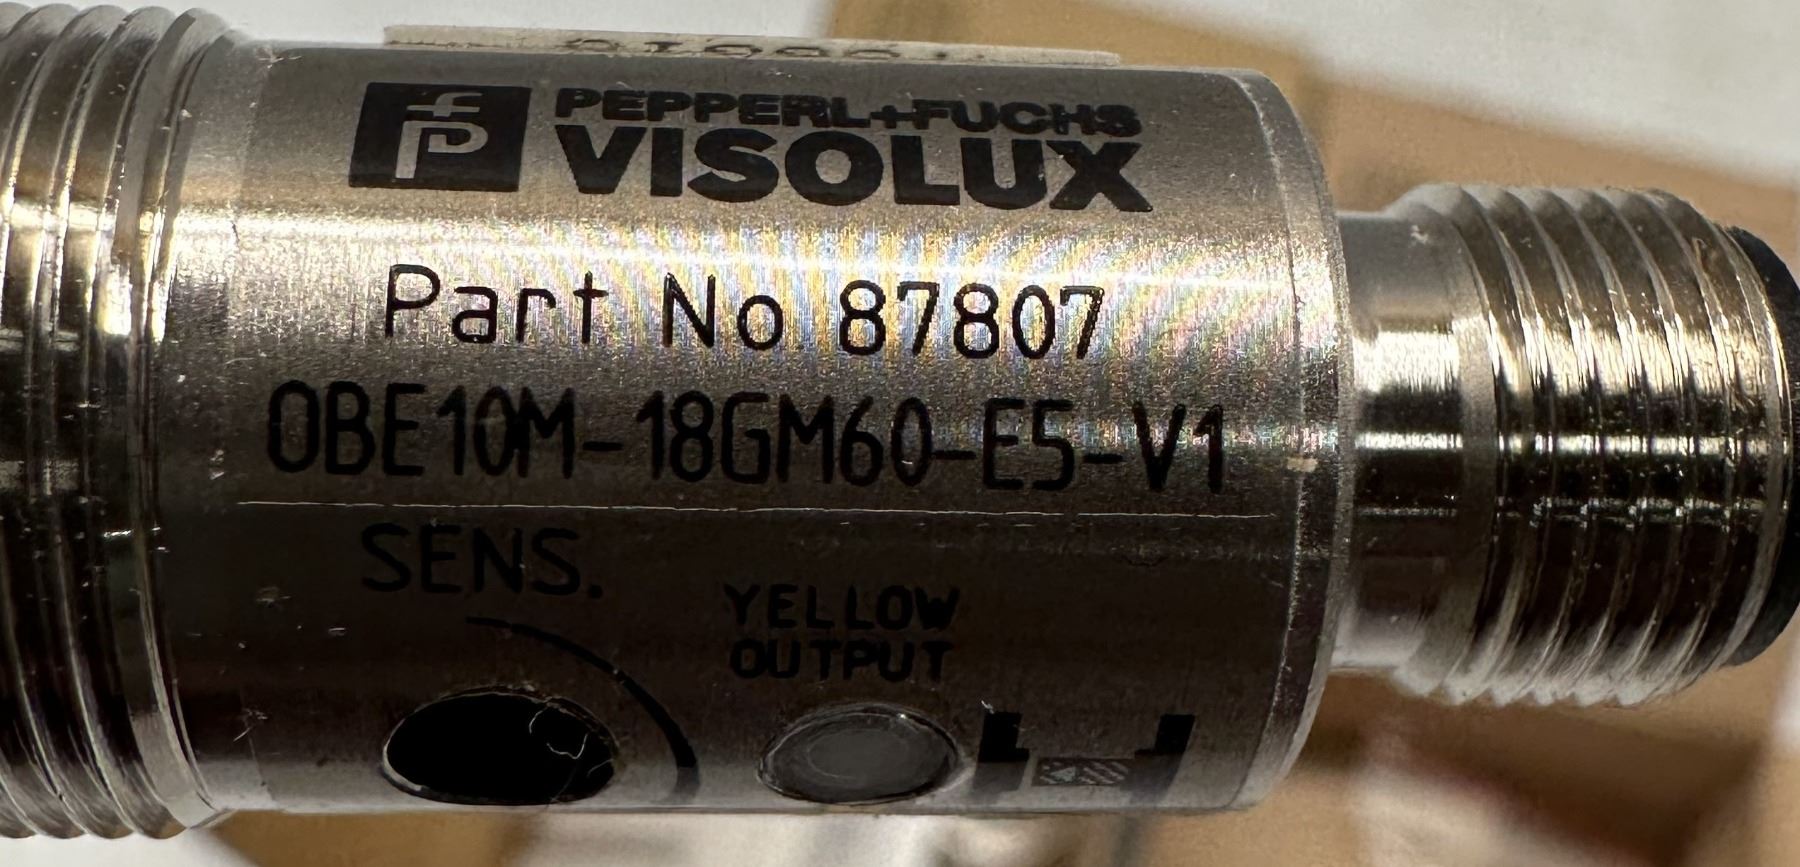 PEPPERL+FUCHS
VISOLUX
Part No 87807
OBE10M-18GM60-E5-V1
SENS.
YELLOW
OUTPUT